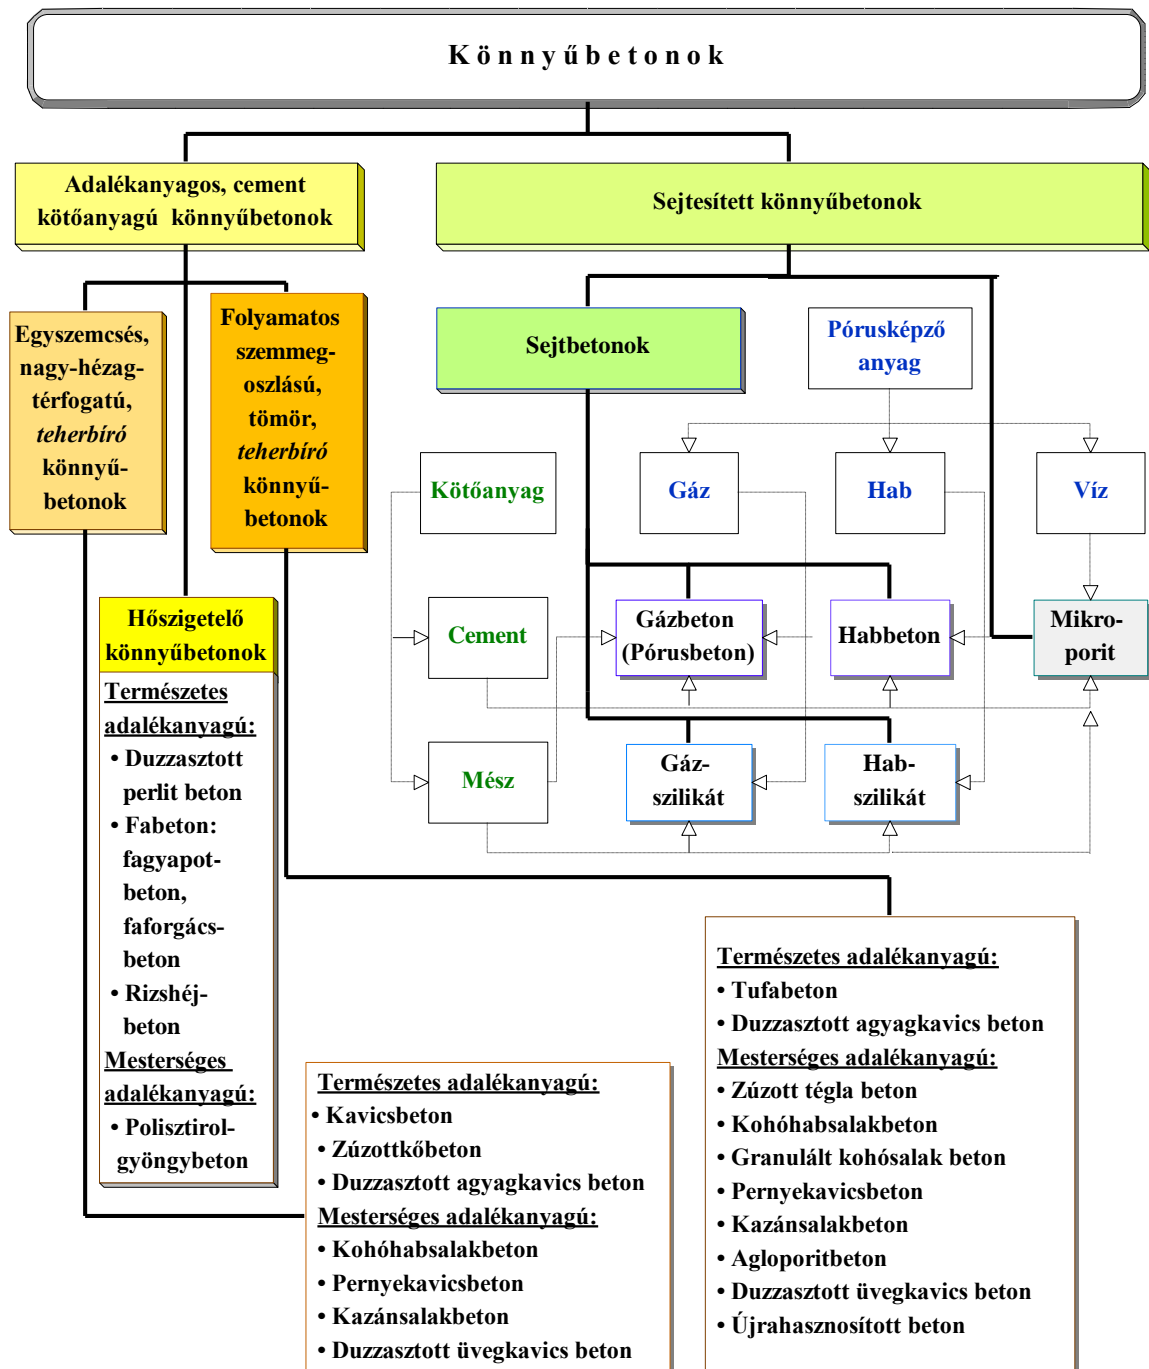 K ö n n y ű b e t o n o k
Adalékanyagos, cement
kötőanyagú könnyűbetonok
Sejtesített könnyűbetonok
Egyszemcsés,
nagy-hézag-
térfogatú,
teherbíró
könnyű-
betonok
Folyamatos
szemmeg-
oszlású,
tömör,
teherbíró
könnyű-
betonok
Sejtbetonok
Pórusképző
anyag
Kötőanyag
Gáz
Hab
Víz
Hőszigetelő
könnyűbetonok
Természetes
adalékanyagú:
• Duzzasztott
perlit beton
• Fabeton:
fagyapot-
beton,
faforgács-
beton
• Rizshéj-
beton
Mesterséges
adalékanyagú:
• Polisztirol-
gyöngybeton
Cement
Gázbeton
(Pórusbeton)
Habbeton
Mikro-
porit
Mész
Gáz-
szilikát
Hab-
szilikát
Természetes adalékanyagú:
• Kavicsbeton
• Zúzottkőbeton
• Duzzasztott agyagkavics beton
Mesterséges adalékanyagú:
• Kohóhabsalakbeton
• Pernyekavicsbeton
• Kazánsalakbeton
• Duzzasztott üvegkavics beton
Természetes adalékanyagú:
• Tufabeton
• Duzzasztott agyagkavics beton
Mesterséges adalékanyagú:
• Zúzott tégla beton
• Kohóhabsalakbeton
• Granulált kohósalak beton
• Pernyekavicsbeton
• Kazánsalakbeton
• Agloporitbeton
• Duzzasztott üvegkavics beton
• Újrahasznosított beton